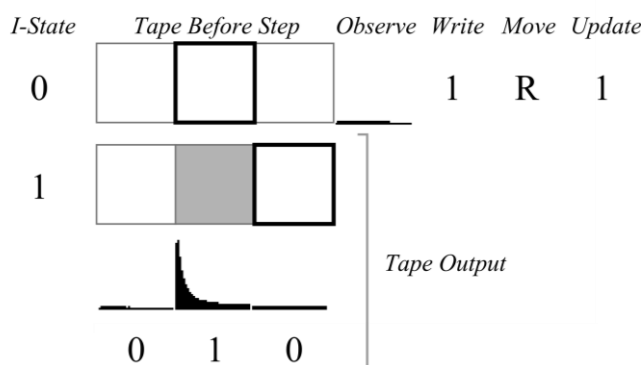 I-State Tape Before Step Observe Write Move Update
0 1 R 1
1
Tape Output
0 1 0